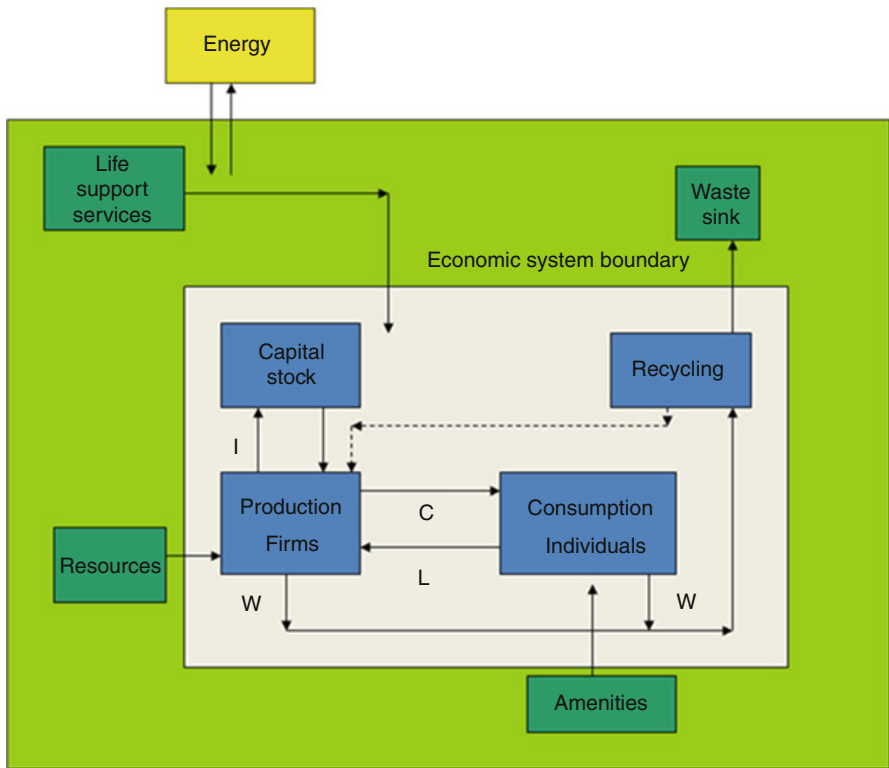 Energy
Life
support
services
Waste
sink
Economic system boundary
Capital
stock
Recycling
I
Production
Firms
C
Consumption
Individuals
Resources
L
W
W
Amenities